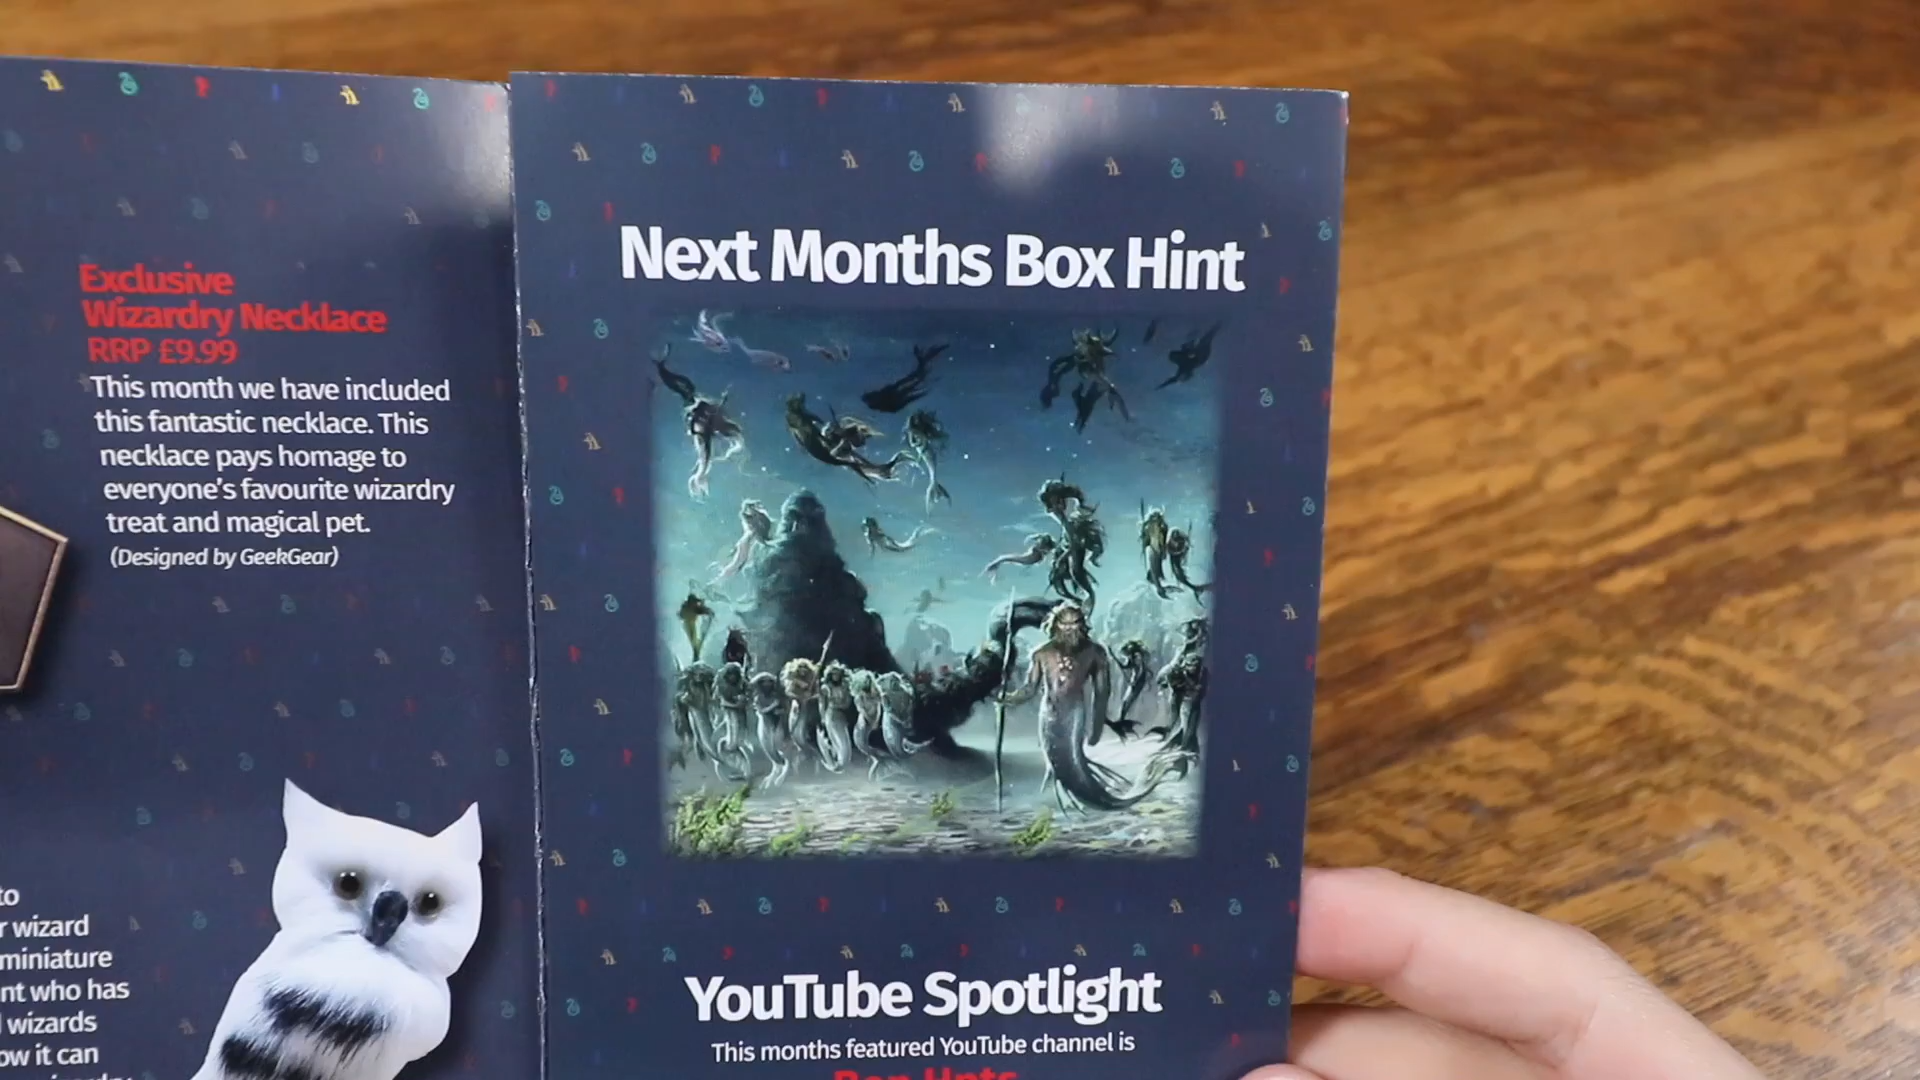 Exclusive
Wizardry Necklace
RRP £9.99
This month we have included
this fantastic necklace. This
necklace pays homage to
everyone's favourite wizardry
treat and magical pet.
(Designed by GeekGear)
to
wizard
miniature
who has
wizards
it can
Next Months Box Hint
YouTube Spotlight
This months featured YouTube channel is